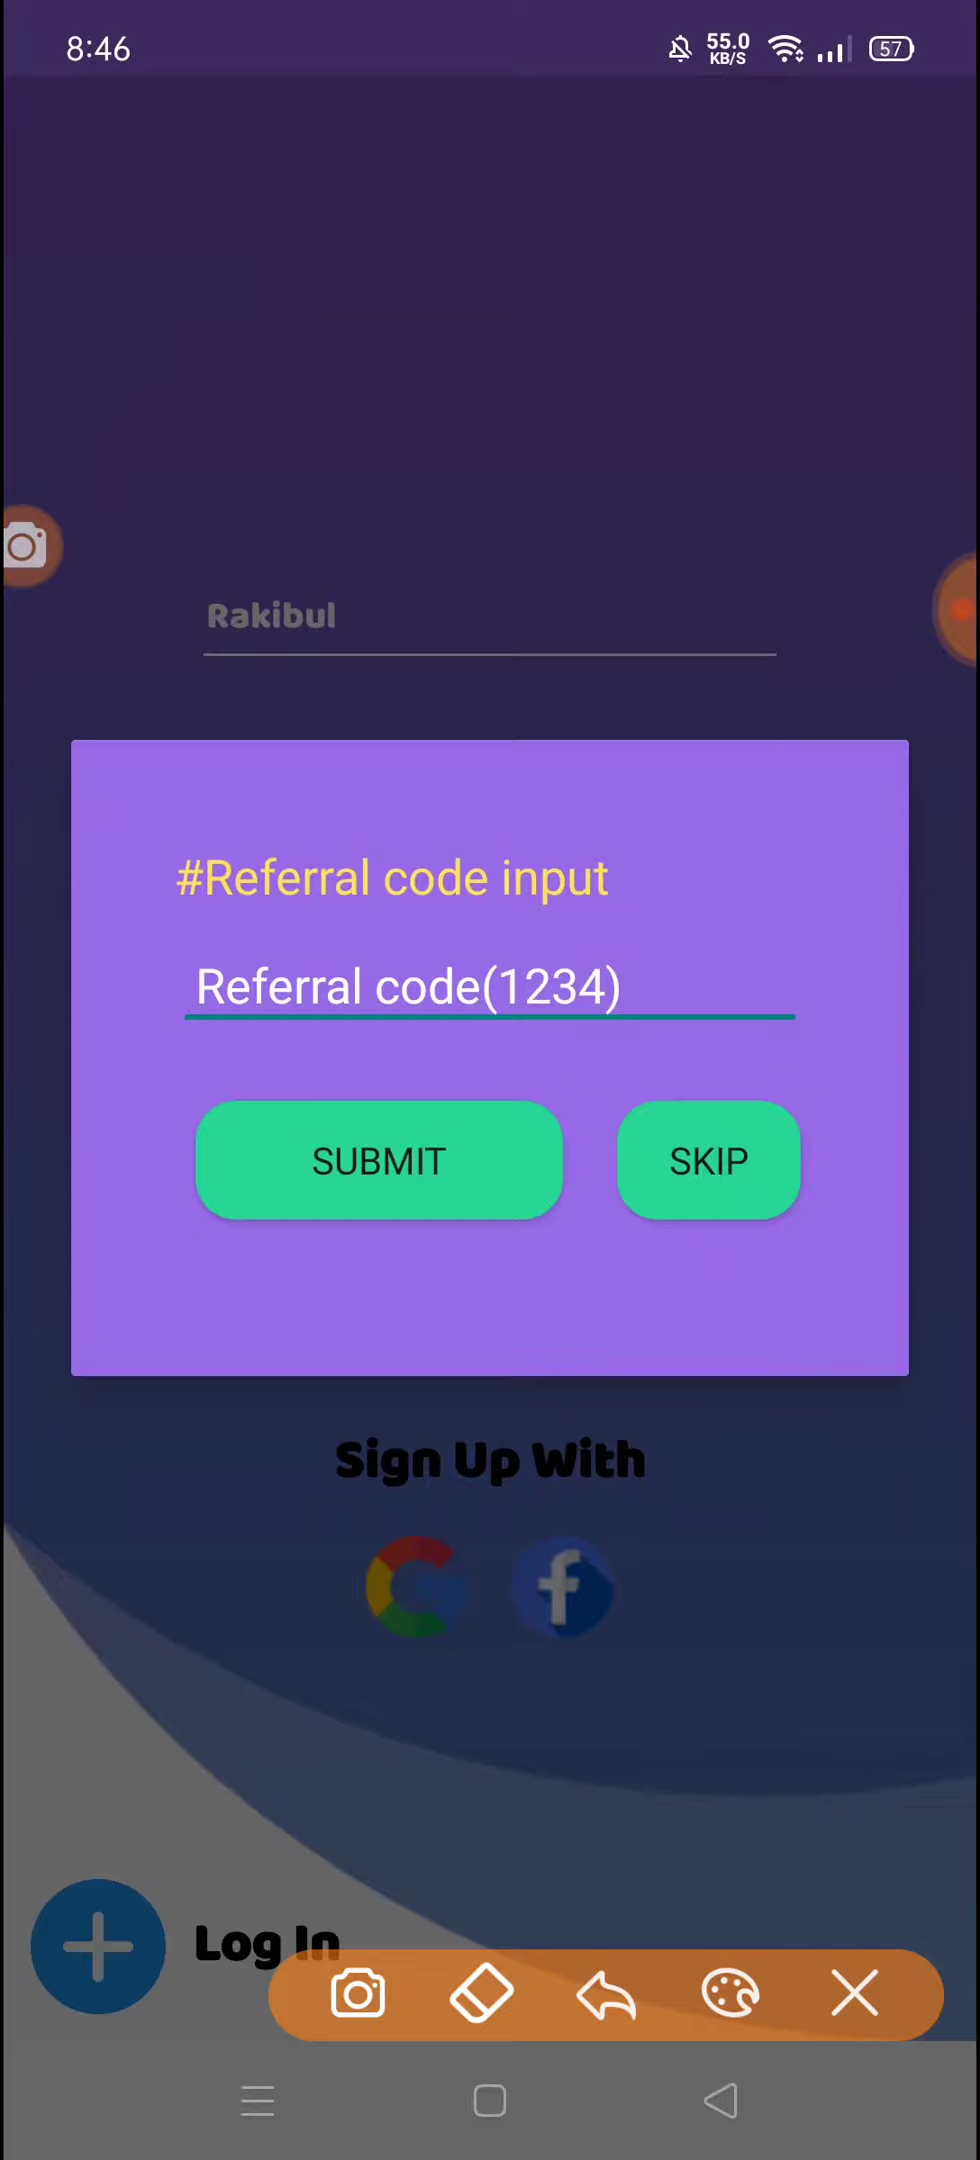 8:46
55.0
KB/S
57
Rakibul
#Referral code input
Referral code(1234)
SUBMIT
SKIP
Sign Up With
Log In